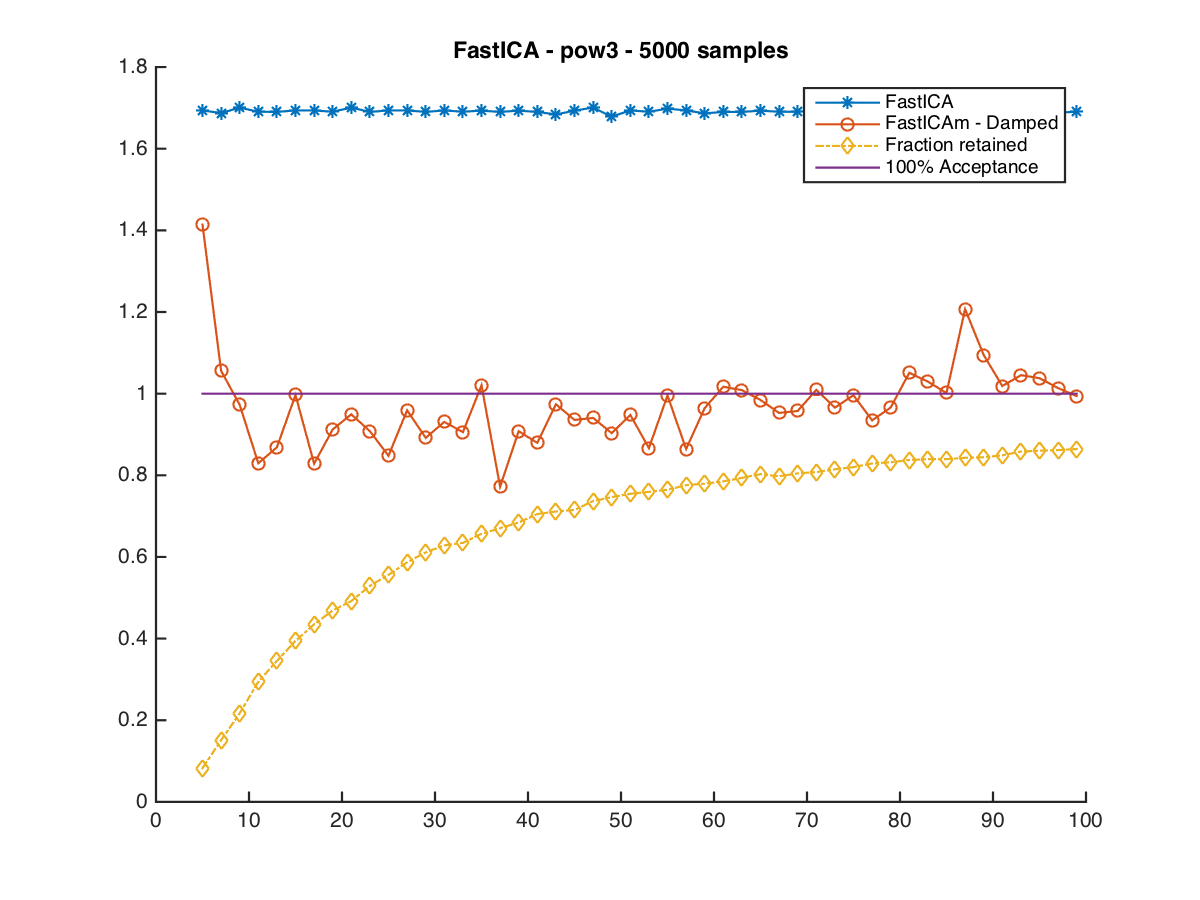 FastICA - pow3 - 5000 samples
1.8
1.6
1.4
1.2
1
0.8
0.6
0.4
0.2
0
FastICA
FastICAm - Damped
Fraction retained
100% Acceptance
0 10 20 30 40 50 60 70 80 90 100